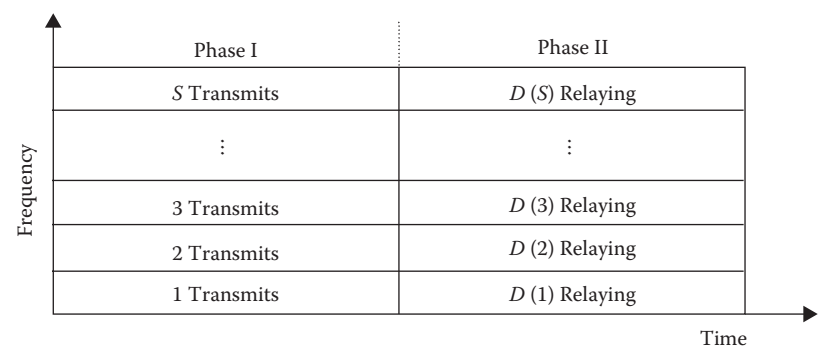 Phase I
Phase II
S Transmits
D (S) Relaying
⋮
⋮
3 Transmits
D (3) Relaying
2 Transmits
D (2) Relaying
1 Transmits
D (1) Relaying
Frequency
Time